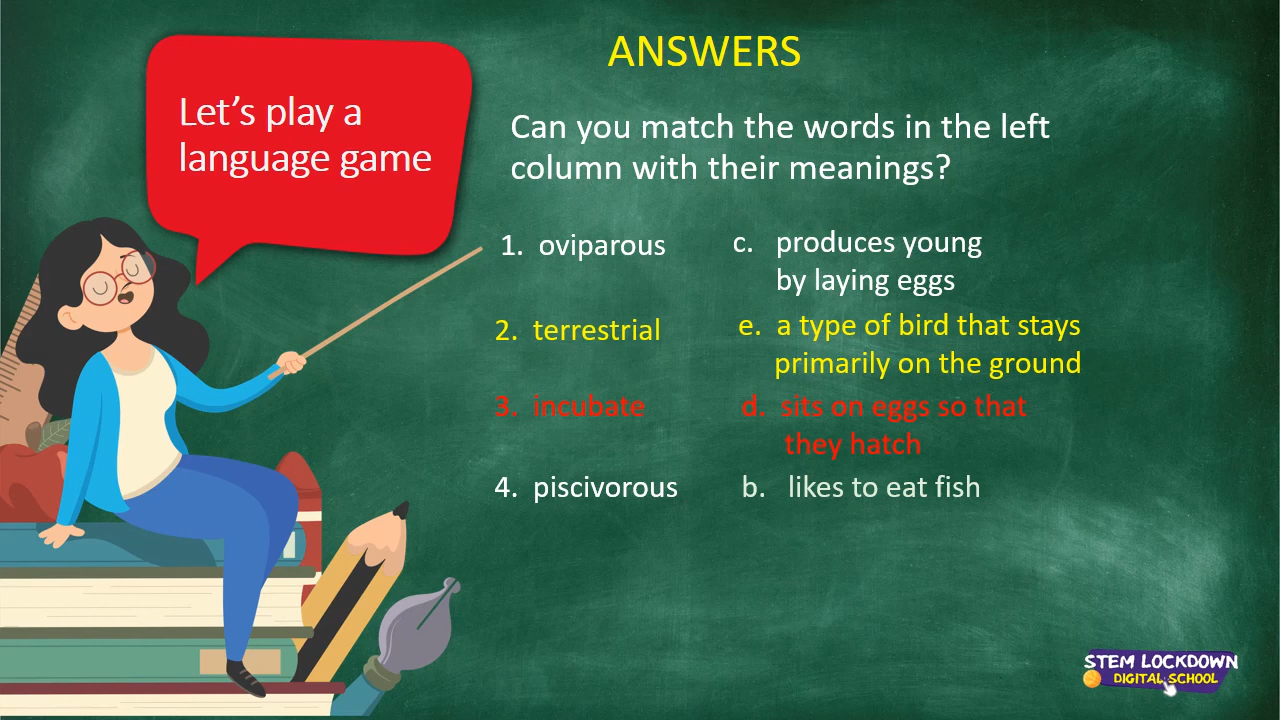 ANSWERS
Let's play a
language game
Can you match the words in the left
column with their meanings?
1. oviparous c. produces young
by laying eggs
2. terrestrial e. a type of bird that stays
primarily on the ground
3. incubate d. sits on eggs so that
they hatch
4. piscivorous b. likes to eat fish
STEM LOCKDOWN
DIGITAL SCHOOL